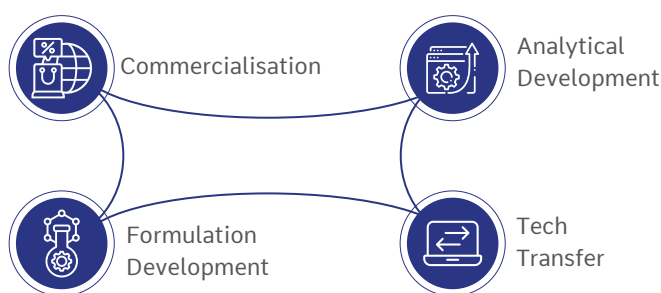 %
Commercialisation
Analytical
Development
Formulation
Development
Tech
Transfer